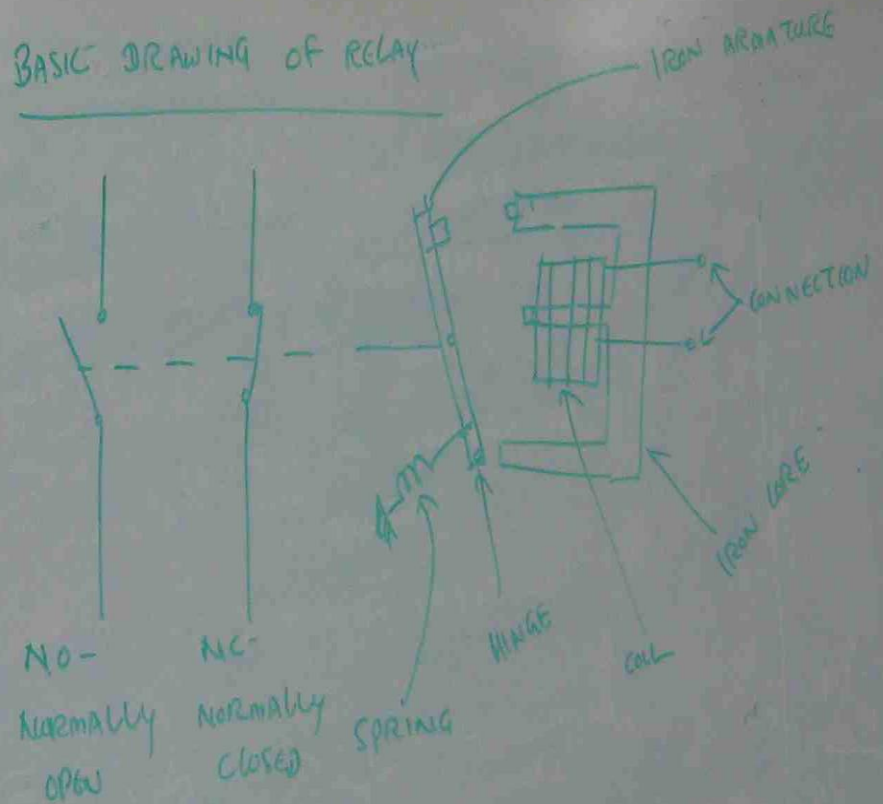 BASIC DRAWING OF RELAY
IRON ARMATURE
CONNECTION
IRON CORE
COIL
HINGE
SPRING
NO-
NORMALLY
OPEN
NC-
NORMALLY
CLOSED